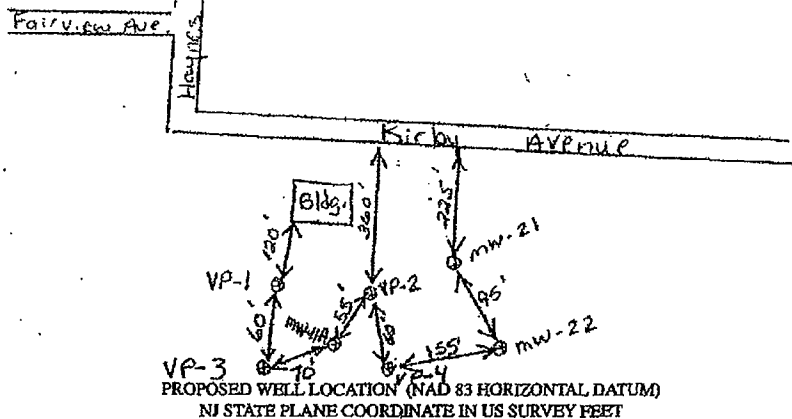 Fairview Ave.
Haynes
Kirby Avenue
Bldg.
360'
225'
120'
mw-21
VP-1
VP-2
95'
60'
55'
80'
mw-22
155'
VP-3
70'
VP-4
PROPOSED WELL LOCATION (NAD 83 HORIZONTAL DATUM)
NJ STATE PLANE COORDINATE IN US SURVEY FEET